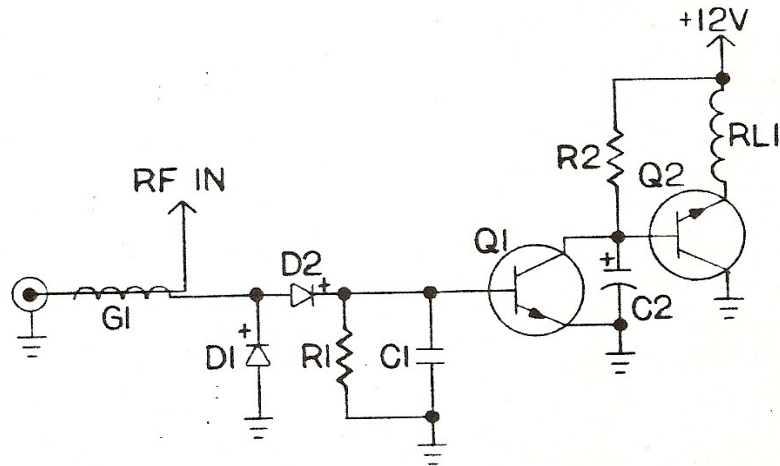 +12V
RL1
R2
Q2
RF IN
Q1
D2
+
+
C2
G1
+
D1
R1
C1